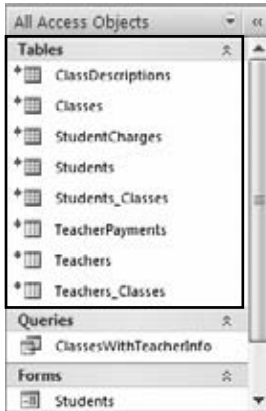 All Access Objects
Tables
ClassDescriptions
Classes
StudentCharges
Students
Students_Classes
TeacherPayments
Teachers
Teachers_Classes
Queries
ClassesWithTeacherInfo
Forms
Students